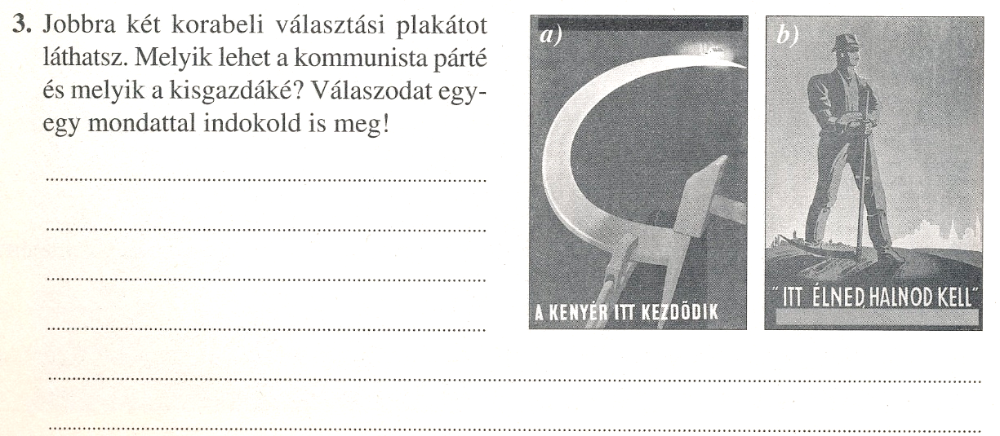 3. Jobbra két korabeli választási plakátot
láthatsz. Melyik lehet a kommunista párté
és melyik a kisgazdáké? Válaszodat egy-
egy mondattal indokold is meg!
a)
A KENYÉR ITT KEZDŐDIK
b)
"ITT ÉLNED, HALNOD KELL"